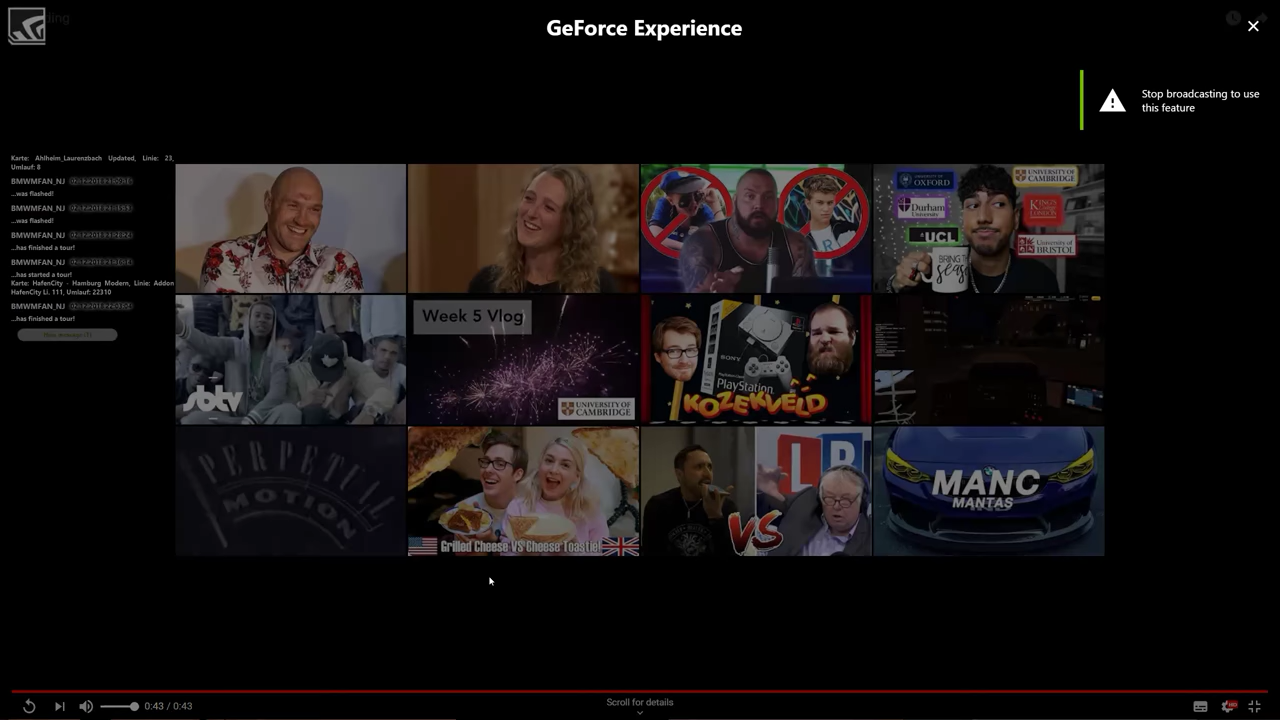 GeForce Experience
Stop broadcasting to use
this feature
Karte: Ahlheim_Laurenzbach Updated, Linie: 23,
Umlauf: 8
BMWMFAN_NJ
...was flashed!
BMWMFAN_NJ
...was flashed!
BMWMFAN_NJ
...has finished a tour!
BMWMFAN_NJ
...has started a tour!
Karte: HafenCity - Hamburg Modern, Linie: Addon
HafenCity Li. 111, Umlauf: 22310
BMWMFAN_NJ
...has finished a tour!
UNIVERSITY OF
OXFORD
UNIVERSITY OF
CAMBRIDGE
Durham
University
KING'S
College
LONDON
UCL
University of
BRISTOL
BRING
sbtv
Week 5 Vlog
UNIVERSITY OF
CAMBRIDGE
SONY
PlayStation
KOZEKVELD
PERPETUAL
MOTION
Grilled Cheese VS Cheese Toastie!
VS
MANC
MANTAS
0:43 / 0:43
Scroll for details